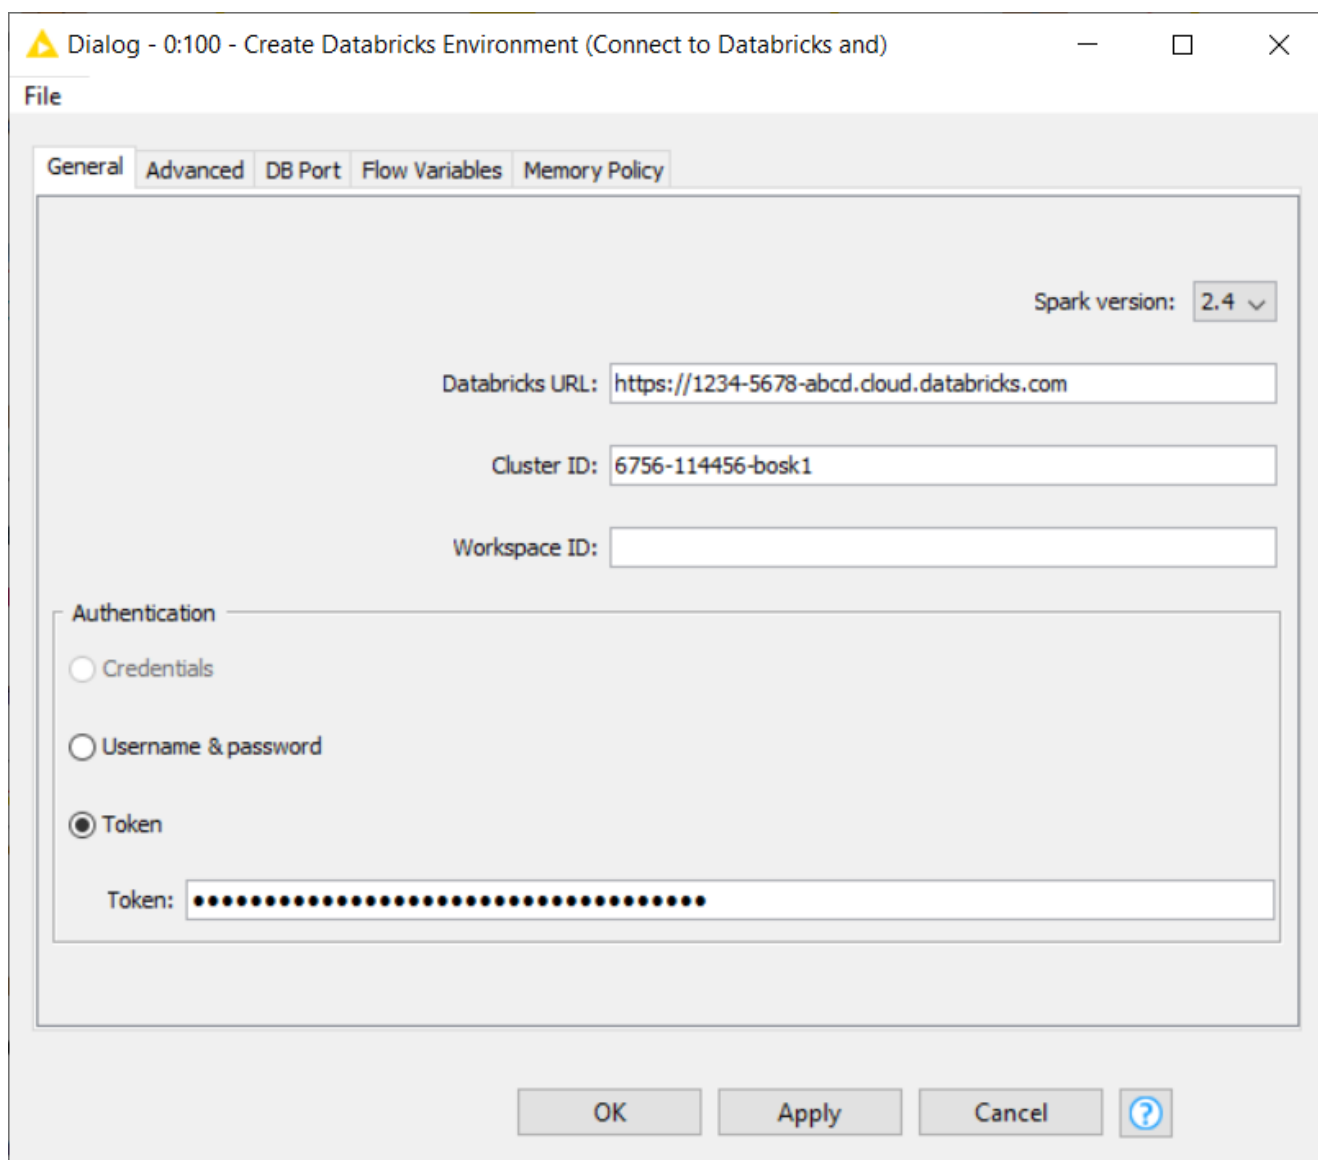 Dialog - 0:100 - Create Databricks Environment (Connect to Databricks and)
File
General Advanced DB Port Flow Variables Memory Policy
Spark version: 2.4
Databricks URL: https://1234-5678-abcd.cloud.databricks.com
Cluster ID: 6756-114456-bosk1
Workspace ID:
Authentication
Credentials
Username & password
Token
Token: ••••••••••••••••••••••••••••••••••••
OK Apply Cancel ?